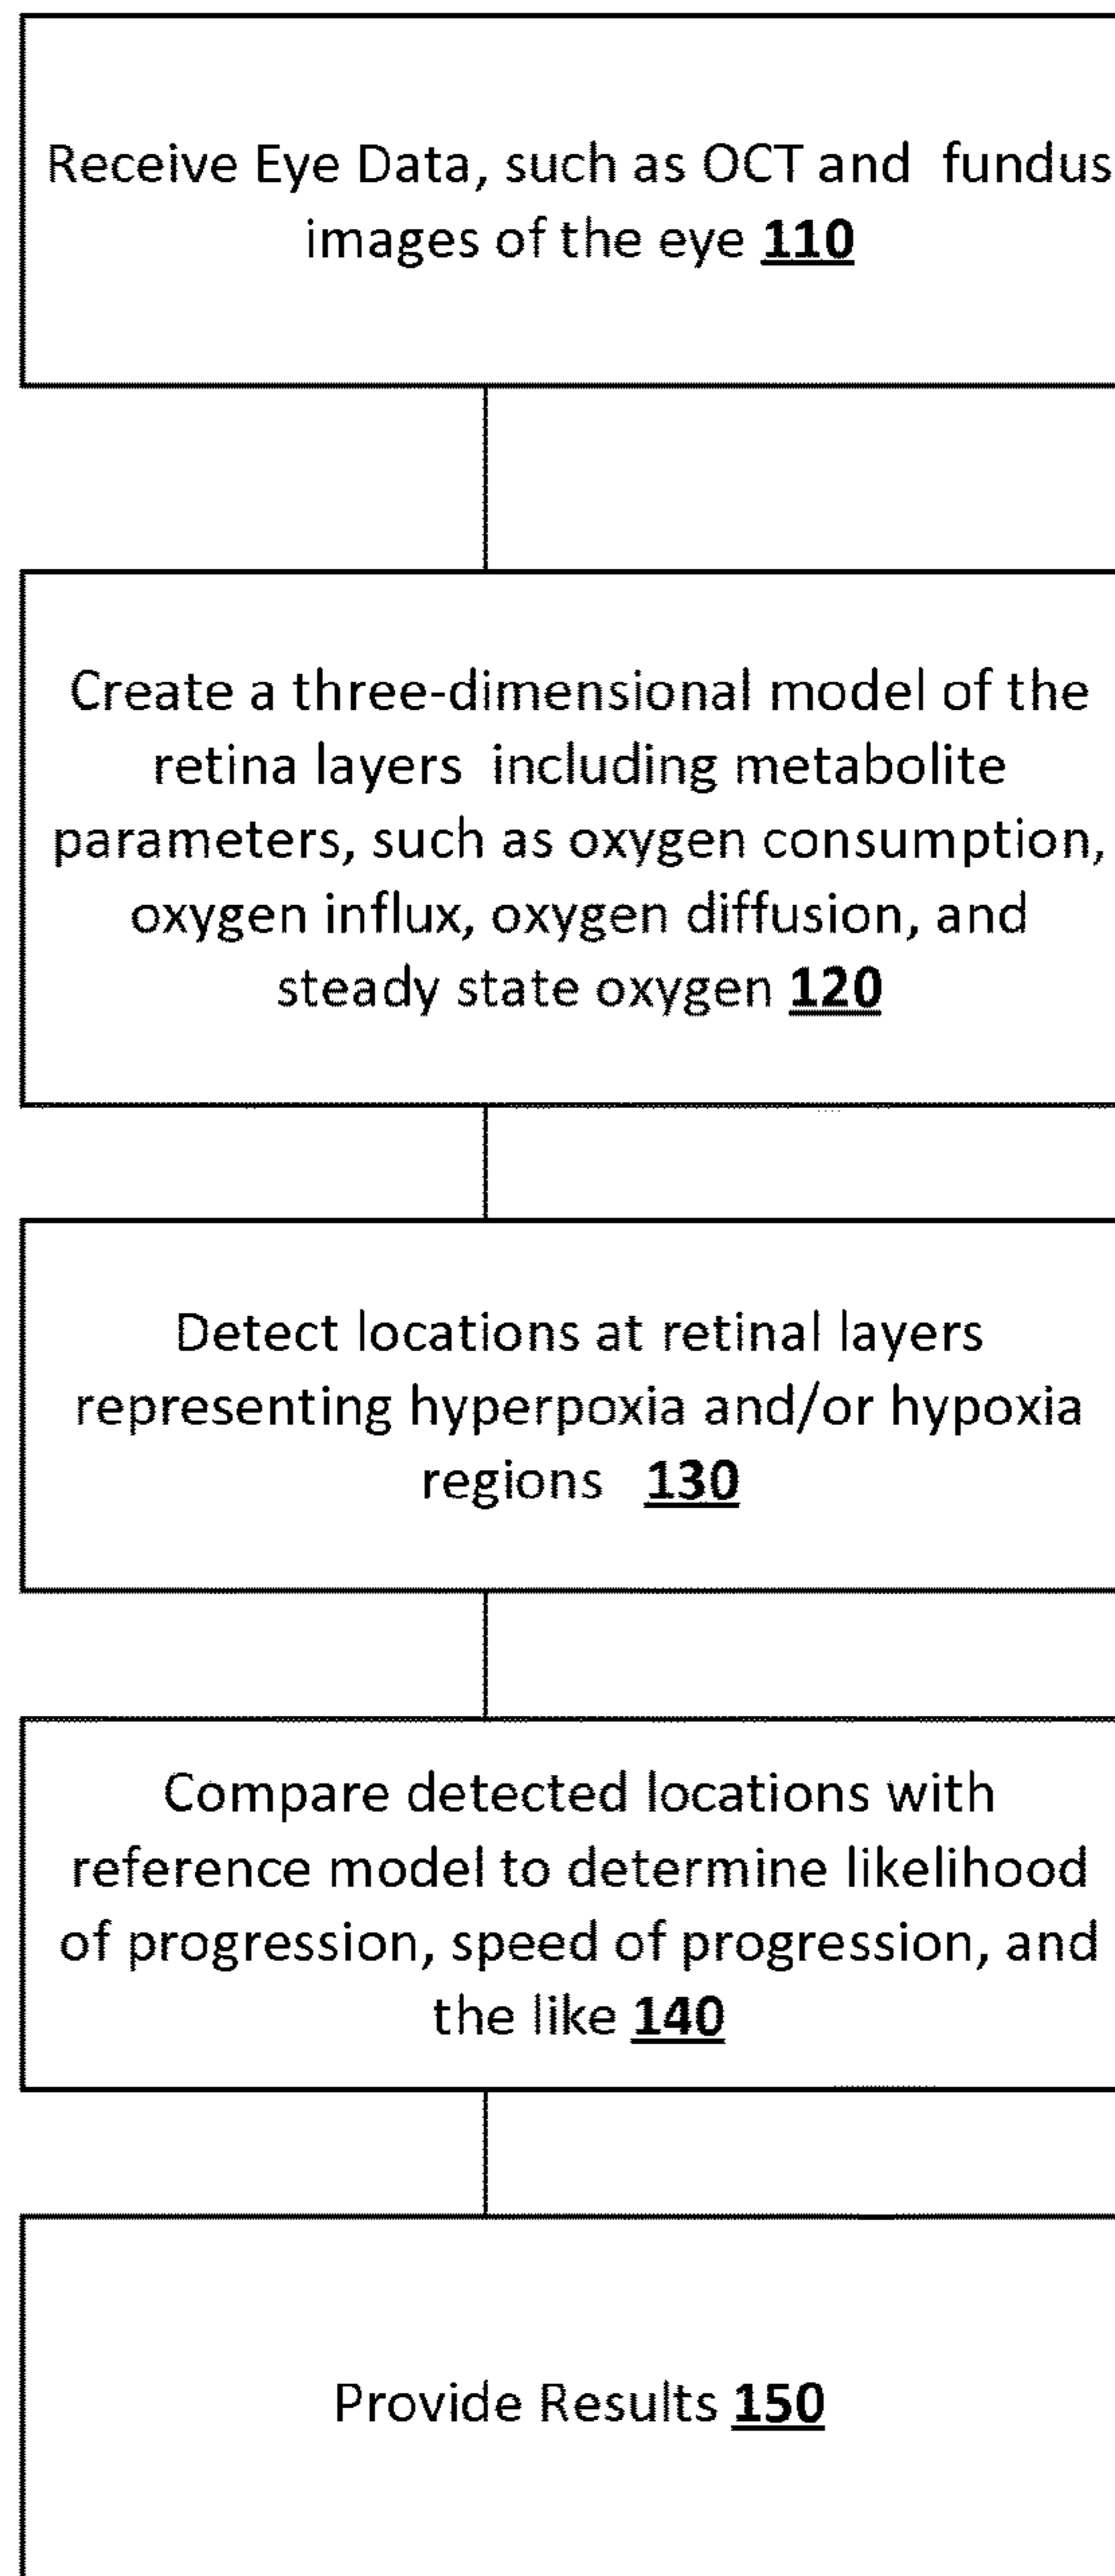 Receive Eye Data, such as OCT and fundus
images of the eye 110
Create a three-dimensional model of the
retina layers including metabolite
parameters, such as oxygen consumption,
oxygen influx, oxygen diffusion, and
steady state oxygen 120
Detect locations at retinal layers
representing hyperpoxia and/or hypoxia
regions 130
Compare detected locations with
reference model to determine likelihood
of progression, speed of progression, and
the like 140
Provide Results 150